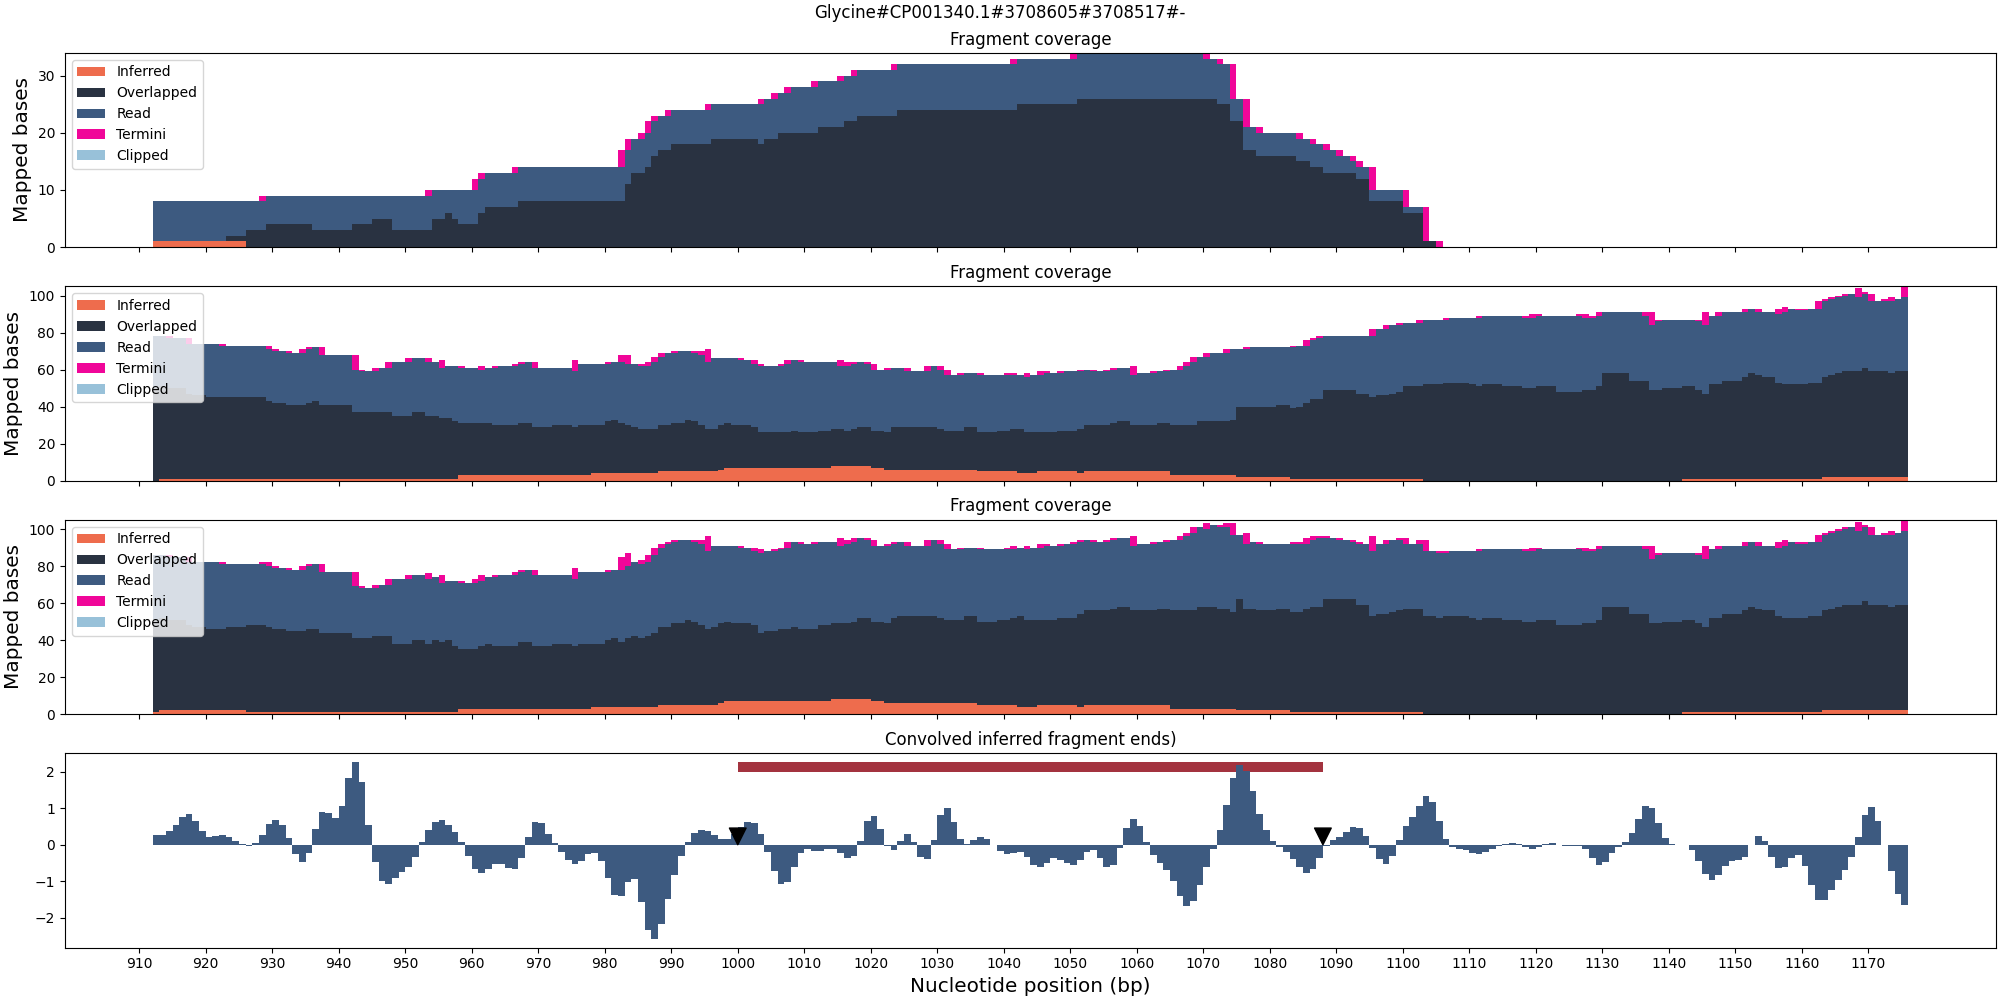 Glycine#CP001340.1#3708605#3708517#-
Fragment coverage
Mapped bases
30
20
10
0
Inferred
Overlapped
Read
Termini
Clipped
Fragment coverage
Mapped bases
100
80
60
40
20
0
Inferred
Overlapped
Read
Termini
Clipped
Fragment coverage
Mapped bases
100
80
60
40
20
0
Inferred
Overlapped
Read
Termini
Clipped
Convolved inferred fragment ends)
2
1
0
−1
−2
910 920 930 940 950 960 970 980 990 1000 1010 1020 1030 1040 1050 1060 1070 1080 1090 1100 1110 1120 1130 1140 1150 1160 1170
Nucleotide position (bp)